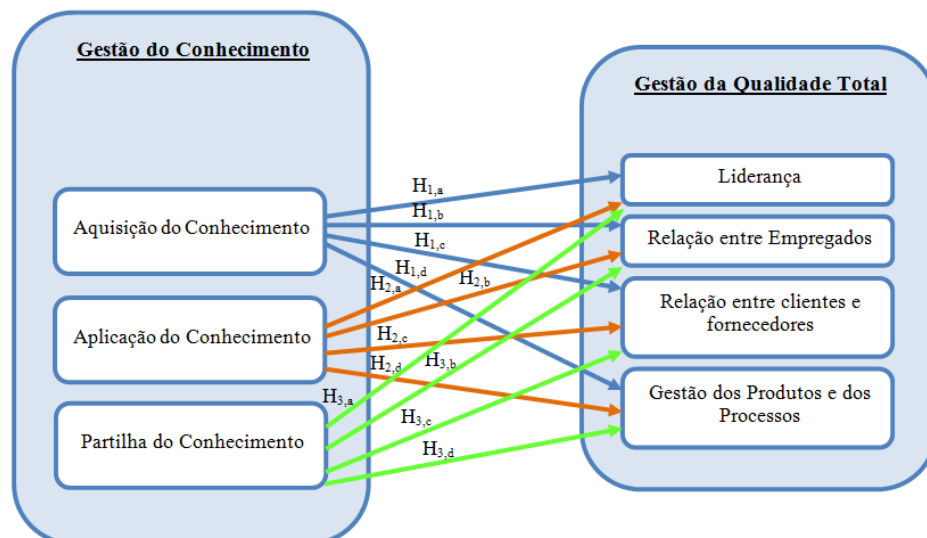 Gestão do Conhecimento
Aquisição do Conhecimento
Aplicação do Conhecimento
Partilha do Conhecimento
H1,a
H1,b
H1,c
H1,d
H2,a
H2,b
H2,c
H2,d
H3,a
H3,b
H3,c
H3,d
Gestão da Qualidade Total
Liderança
Relação entre Empregados
Relação entre clientes e
fornecedores
Gestão dos Produtos e dos
Processos